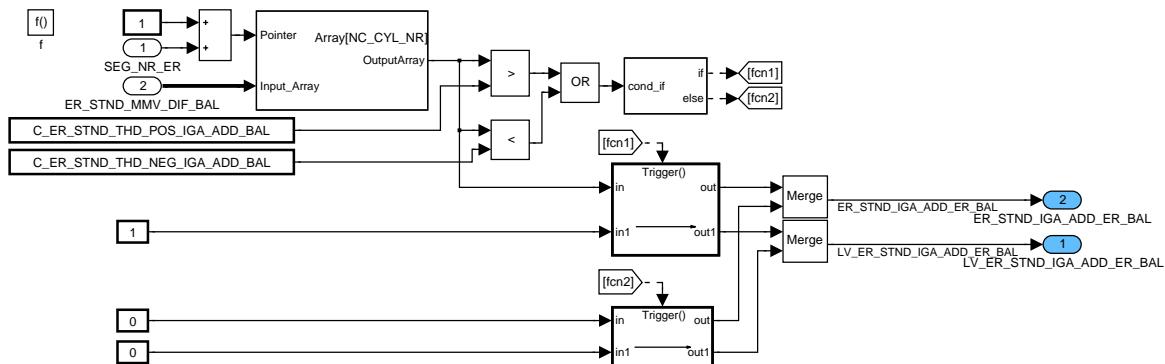 f()
f
1
1
SEG_NR_ER
2
ER_STND_MMV_DIF_BAL
+
+
Pointer
Array[NC_CYL_NR]
OutputArray
Input_Array
>
<
OR
cond_if
if
else
[fcn1]
[fcn2]
C_ER_STND_THD_POS_IGA_ADD_BAL
C_ER_STND_THD_NEG_IGA_ADD_BAL
[fcn1]
Trigger()
in
out
in1
out1
1
Merge
ER_STND_IGA_ADD_ER_BAL
2
ER_STND_IGA_ADD_ER_BAL
Merge
LV_ER_STND_IGA_ADD_ER_BAL
1
LV_ER_STND_IGA_ADD_ER_BAL
[fcn2]
Trigger()
in
out
in1
out1
0
0